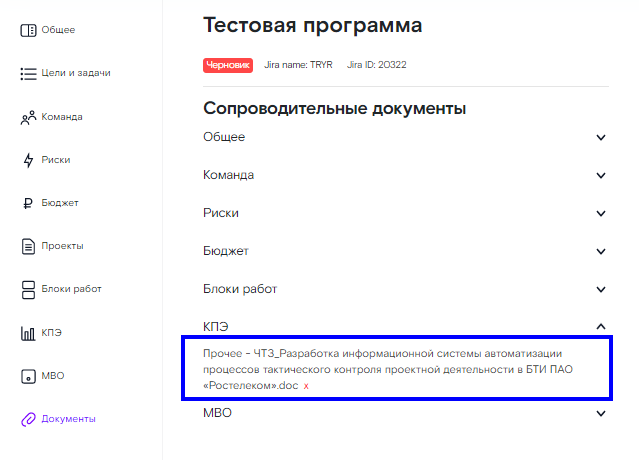 Общее
Цели и задачи
Команда
Риски
Бюджет
Проекты
Блоки работ
КПЭ
МВО
Документы
Тестовая программа
Черновик Jira name: TRYR Jira ID: 20322
Сопроводительные документы
Общее
Команда
Риски
Бюджет
Блоки работ
КПЭ
Прочее - ЧТЗ_Разработка информационной системы автоматизации
процессов тактического контроля проектной деятельности в БТИ ПАО
«Ростелеком».doc x
МВО